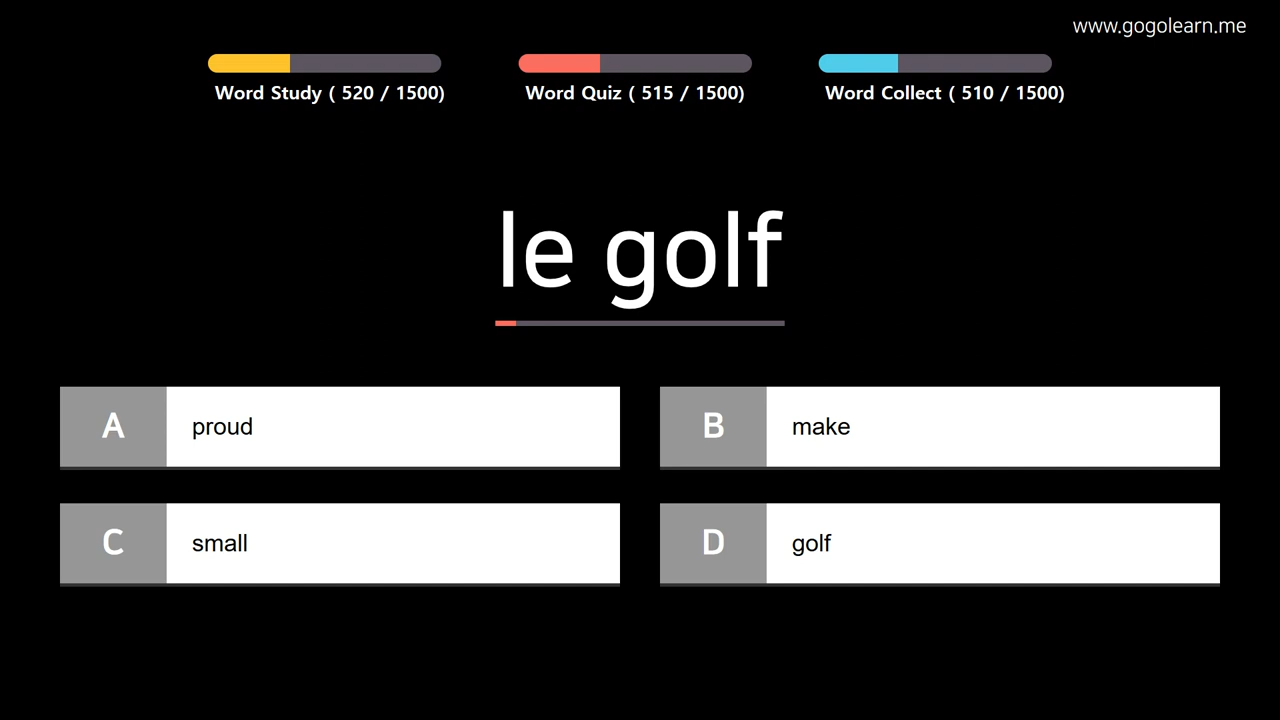 www.gogolearn.me
Word Study ( 520 / 1500)
Word Quiz ( 515 / 1500)
Word Collect ( 510 / 1500)
le golf
A proud
B make
C small
D golf